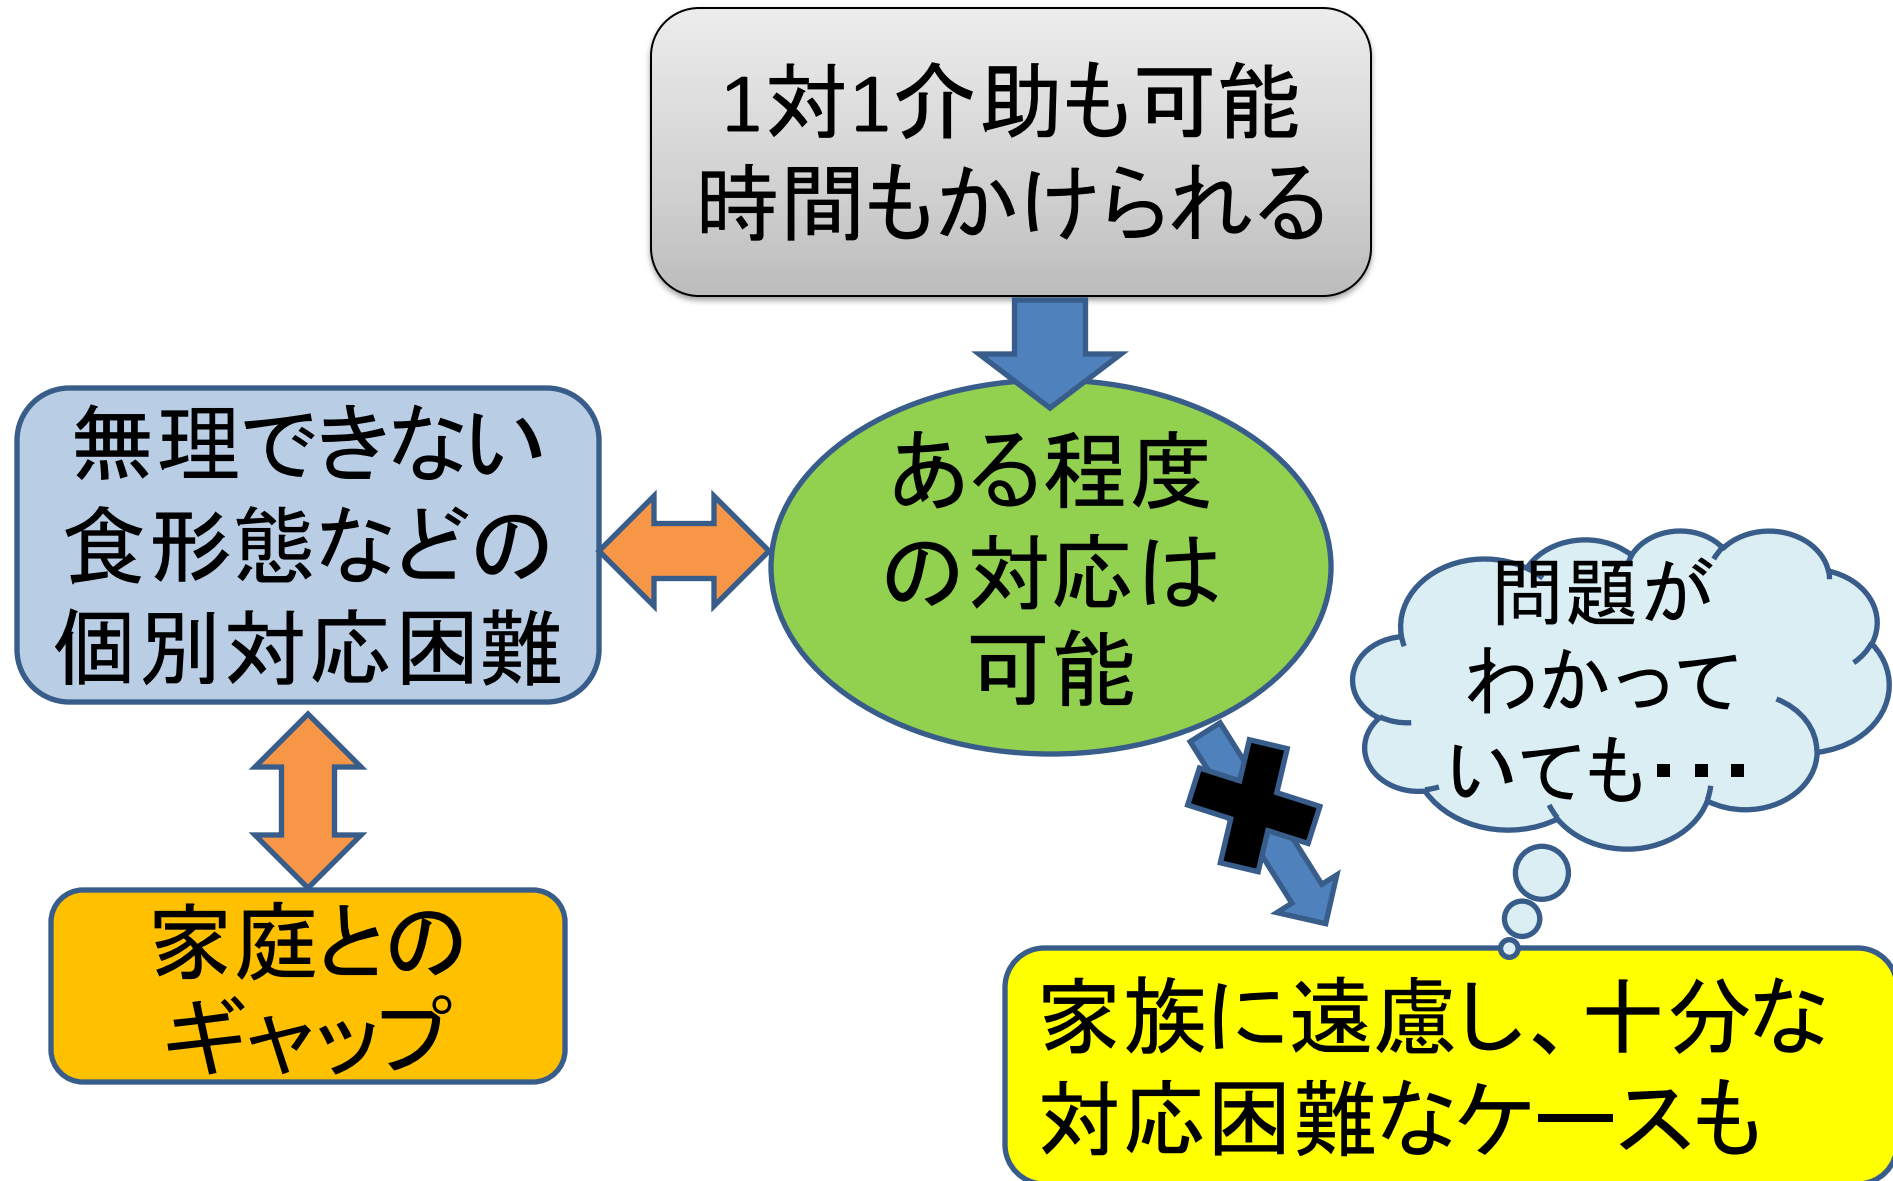 1対1介助も可能
時間もかけられる
無理できない
食形態などの
個別対応困難
ある程度
の対応は
可能
問題が
わかって
いても・・・
家庭との
ギャップ
家族に遠慮し、十分な
対応困難なケースも